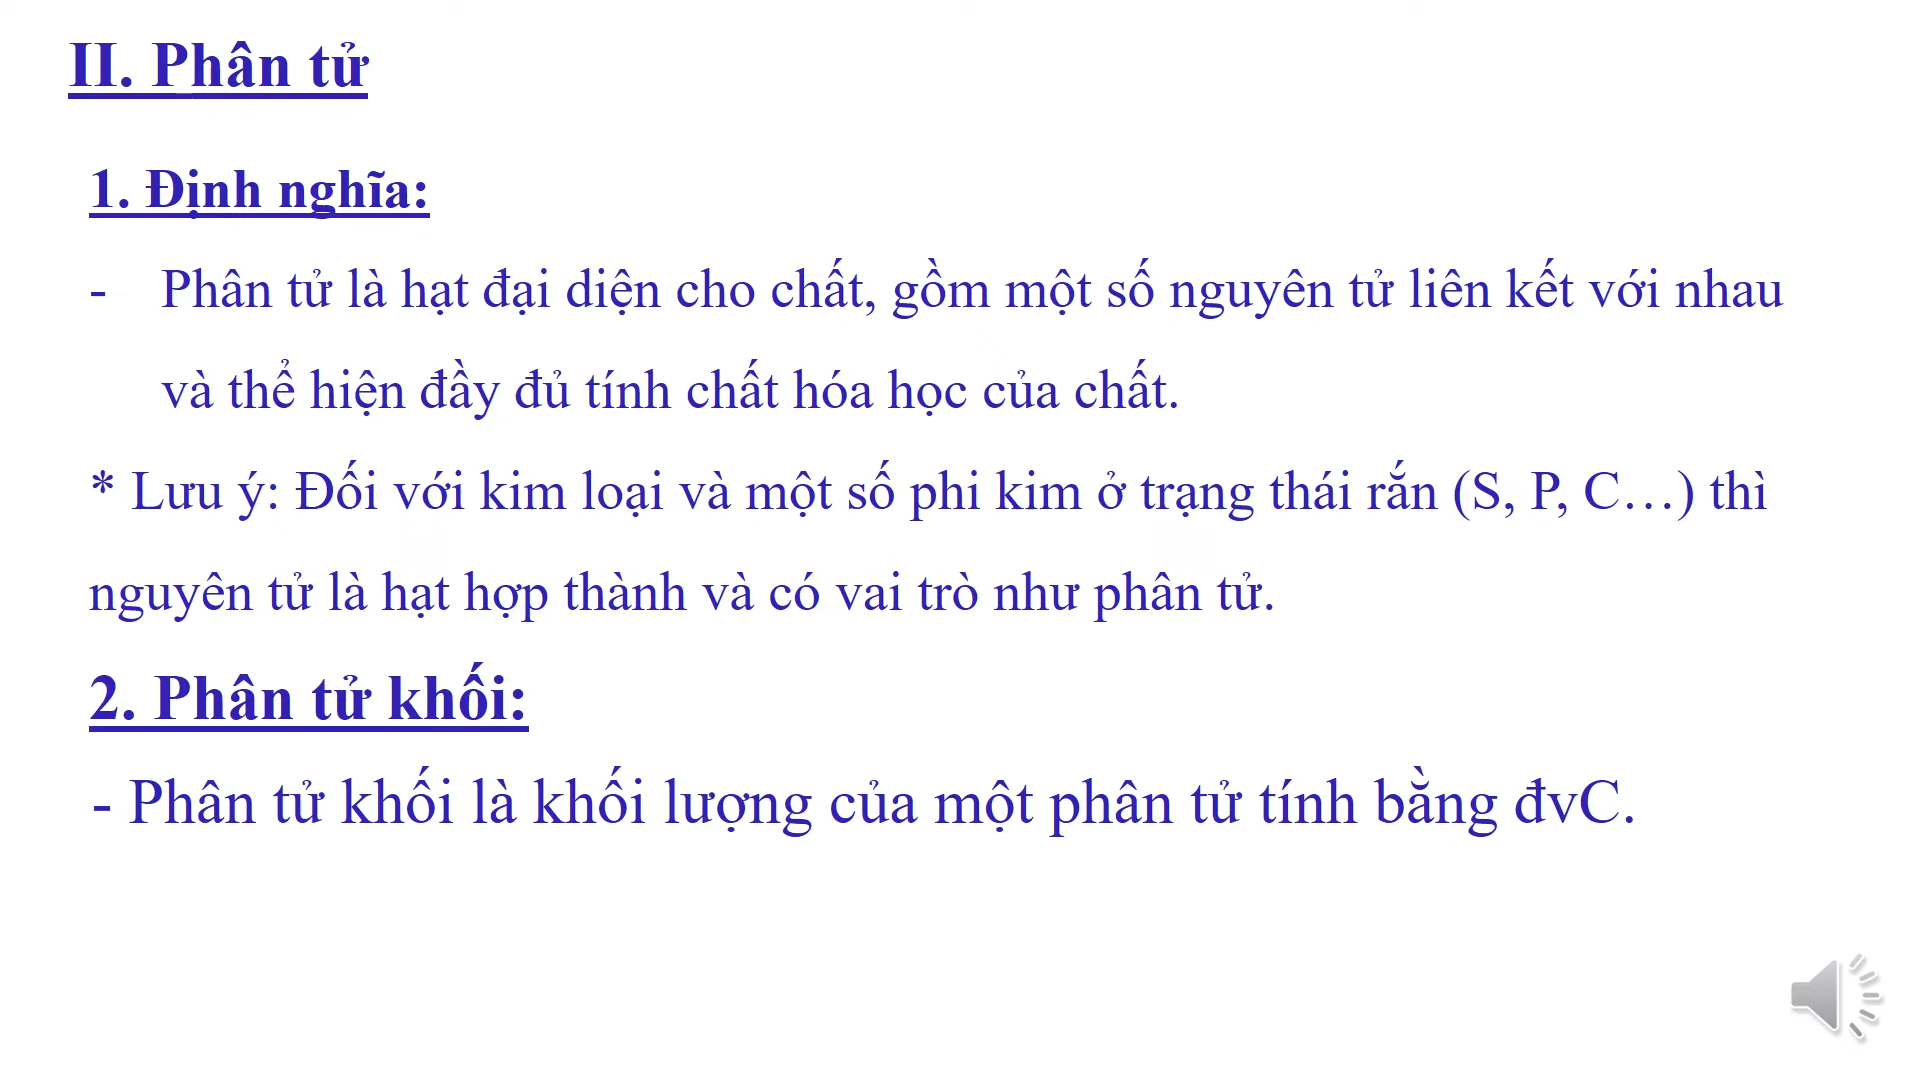 II. Phân tử
1. Định nghĩa:
- Phân tử là hạt đại diện cho chất, gồm một số nguyên tử liên kết với nhau
và thể hiện đầy đủ tính chất hóa học của chất.
* Lưu ý: Đối với kim loại và một số phi kim ở trạng thái rắn (S, P, C…) thì
nguyên tử là hạt hợp thành và có vai trò như phân tử.
2. Phân tử khối:
- Phân tử khối là khối lượng của một phân tử tính bằng đvC.